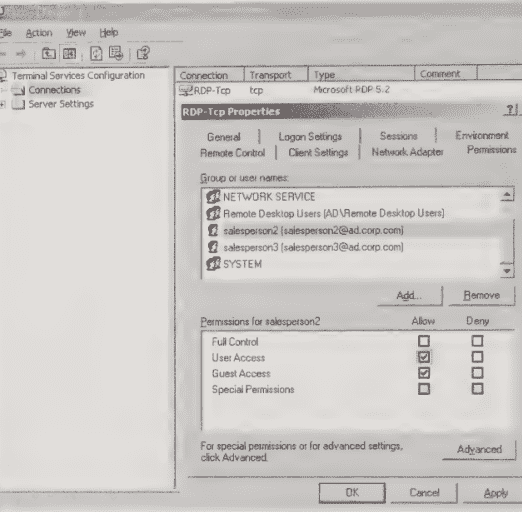 File Action View Help
Terminal Services Configuration
Connections
Server Settings
Connection Transport Type Comment
RDP-Tcp tcp Microsoft RDP 5.2
RDP-Tcp Properties ?
General Logon Settings Sessions Environment
Remote Control Client Settings Network Adapter Permissions
Group or user names:
NETWORK SERVICE
Remote Desktop Users (AD\Remote Desktop Users)
salesperson2 (salesperson2@ad.corp.com)
salesperson3 (salesperson3@ad.corp.com)
SYSTEM
Add... Remove
Permissions for salesperson2 Allow Deny
Full Control
User Access
Guest Access
Special Permissions
For special permissions or for advanced settings,
click Advanced.
Advanced
OK Cancel Apply